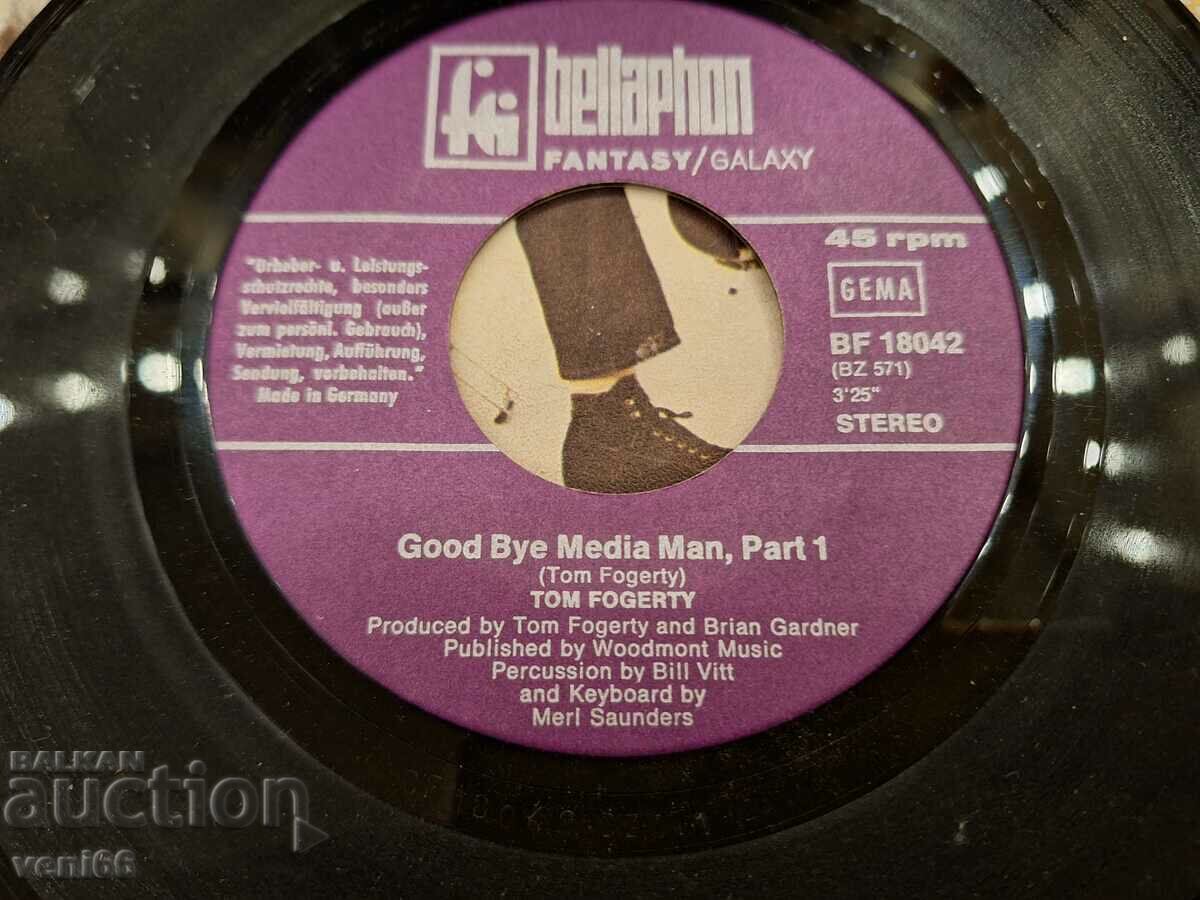 bellaphon
FANTASY/GALAXY
"Urheber- u. Leistungs-
schutzrechte, besonders
Vervielfältigung (außer
zum persönl. Gebrauch),
Vermietung, Aufführung,
Sendung, vorbehalten."
Made in Germany
45 rpm
GEMA
BF 18042
(BZ 571)
3'25"
STEREO
Good Bye Media Man, Part 1
(Tom Fogerty)
TOM FOGERTY
Produced by Tom Fogerty and Brian Gardner
Published by Woodmont Music
Percussion by Bill Vitt
and Keyboard by
Merl Saunders
BALKAN
auction
veni66